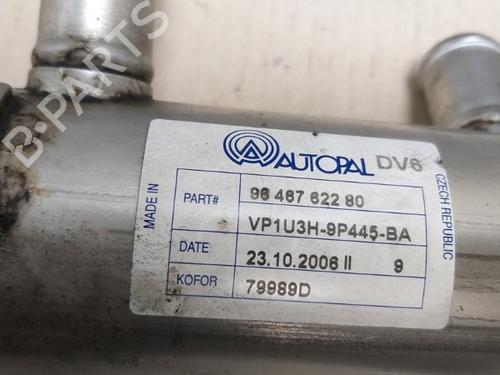 B-PARTS
AUTOPAL DV6
MADE IN
CZECH REPUBLIC
PART# 96 467 622 80
VP1U3H-9P445-BA
DATE 23.10.2006 II 9
KOFOR 79989D